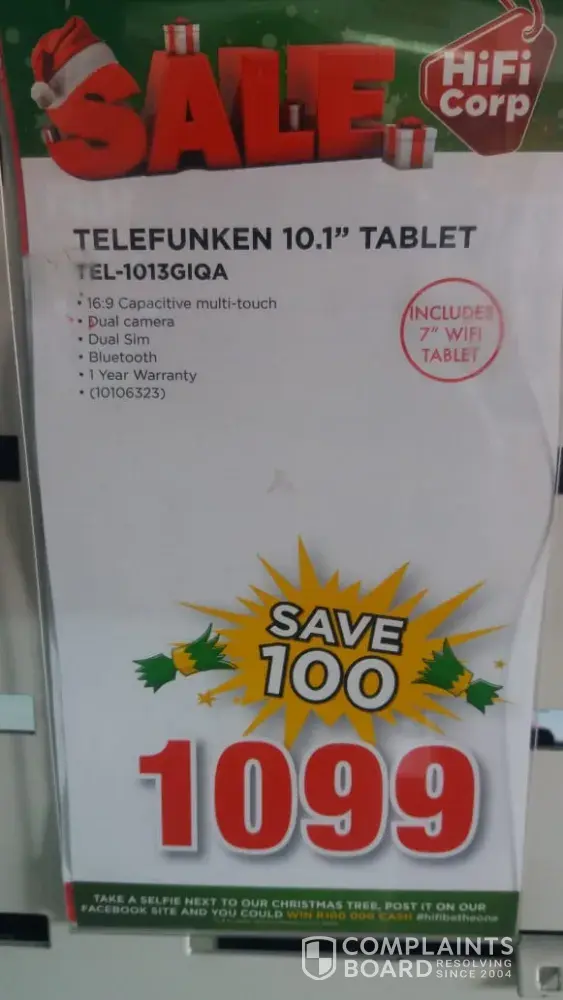 SALE
HiFi
Corp
TELEFUNKEN 10.1” TABLET
TEL-1013GIQA
• 16:9 Capacitive multi-touch
• Dual camera
• Dual Sim
• Bluetooth
• 1 Year Warranty
• (10106323)
INCLUDES
7” WIFI
TABLET
SAVE
100
1099
TAKE A SELFIE NEXT TO OUR CHRISTMAS TREE, POST IT ON OUR
FACEBOOK SITE AND YOU COULD WIN R100 000 CASH #hifibetheone
COMPLAINTS
BOARD RESOLVING
SINCE 2004